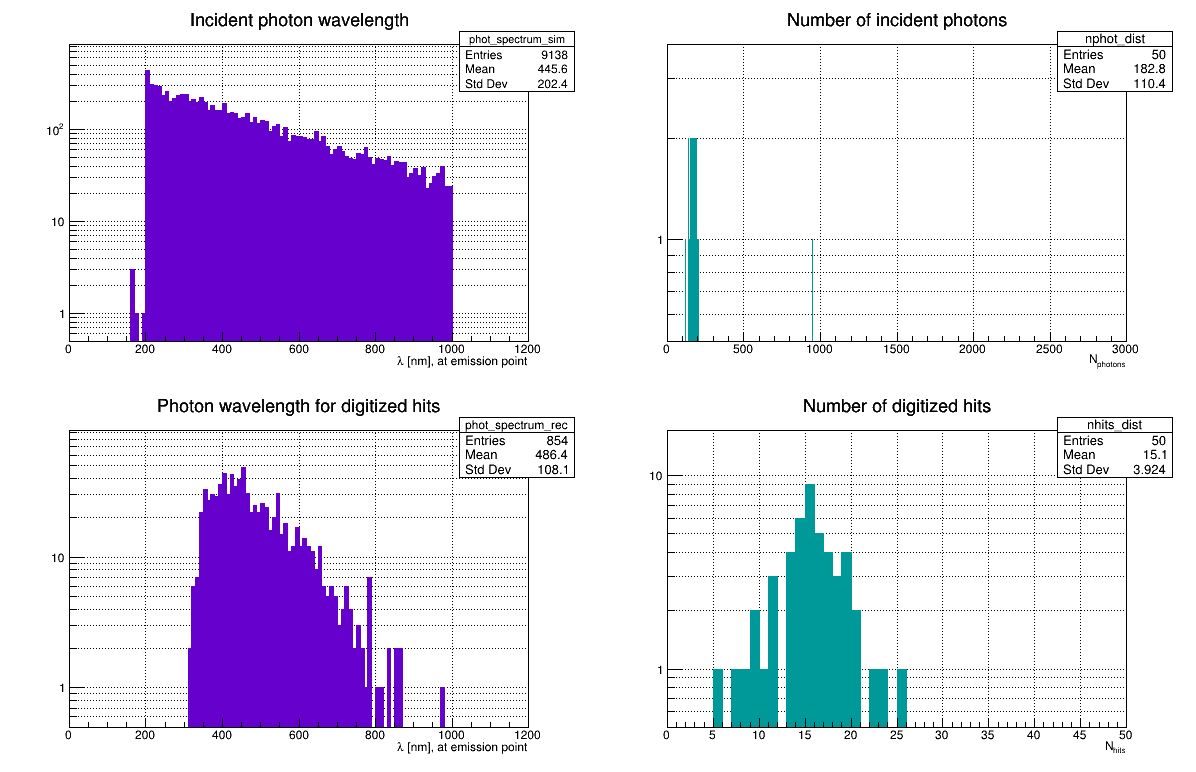 Incident photon wavelength
phot_spectrum_sim
Entries 9138
Mean 445.6
Std Dev 202.4
10²
10
1
0 200 400 600 800 1000 1200
λ [nm], at emission point
Number of incident photons
nphot_dist
Entries 50
Mean 182.8
Std Dev 110.4
1
0 500 1000 1500 2000 2500 3000
N_photons
Photon wavelength for digitized hits
phot_spectrum_rec
Entries 854
Mean 486.4
Std Dev 108.1
10
1
0 200 400 600 800 1000 1200
λ [nm], at emission point
Number of digitized hits
nhits_dist
Entries 50
Mean 15.1
Std Dev 3.924
10
1
0 5 10 15 20 25 30 35 40 45 50
N_hits